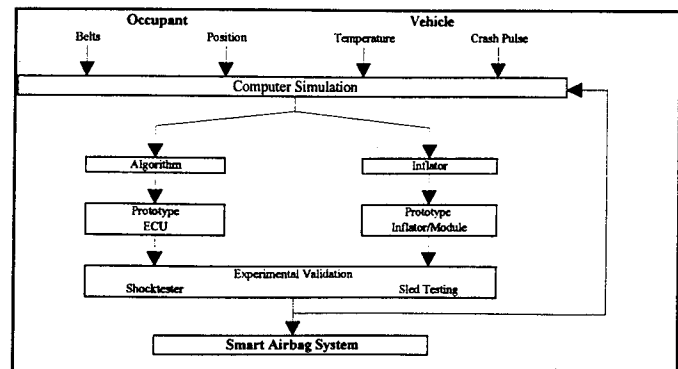 Occupant Vehicle
Belts Position Temperature Crash Pulse
Computer Simulation
Algorithm Inflator
Prototype Prototype
ECU Inflator/Module
Experimental Validation
Shocktester Sled Testing
Smart Airbag System